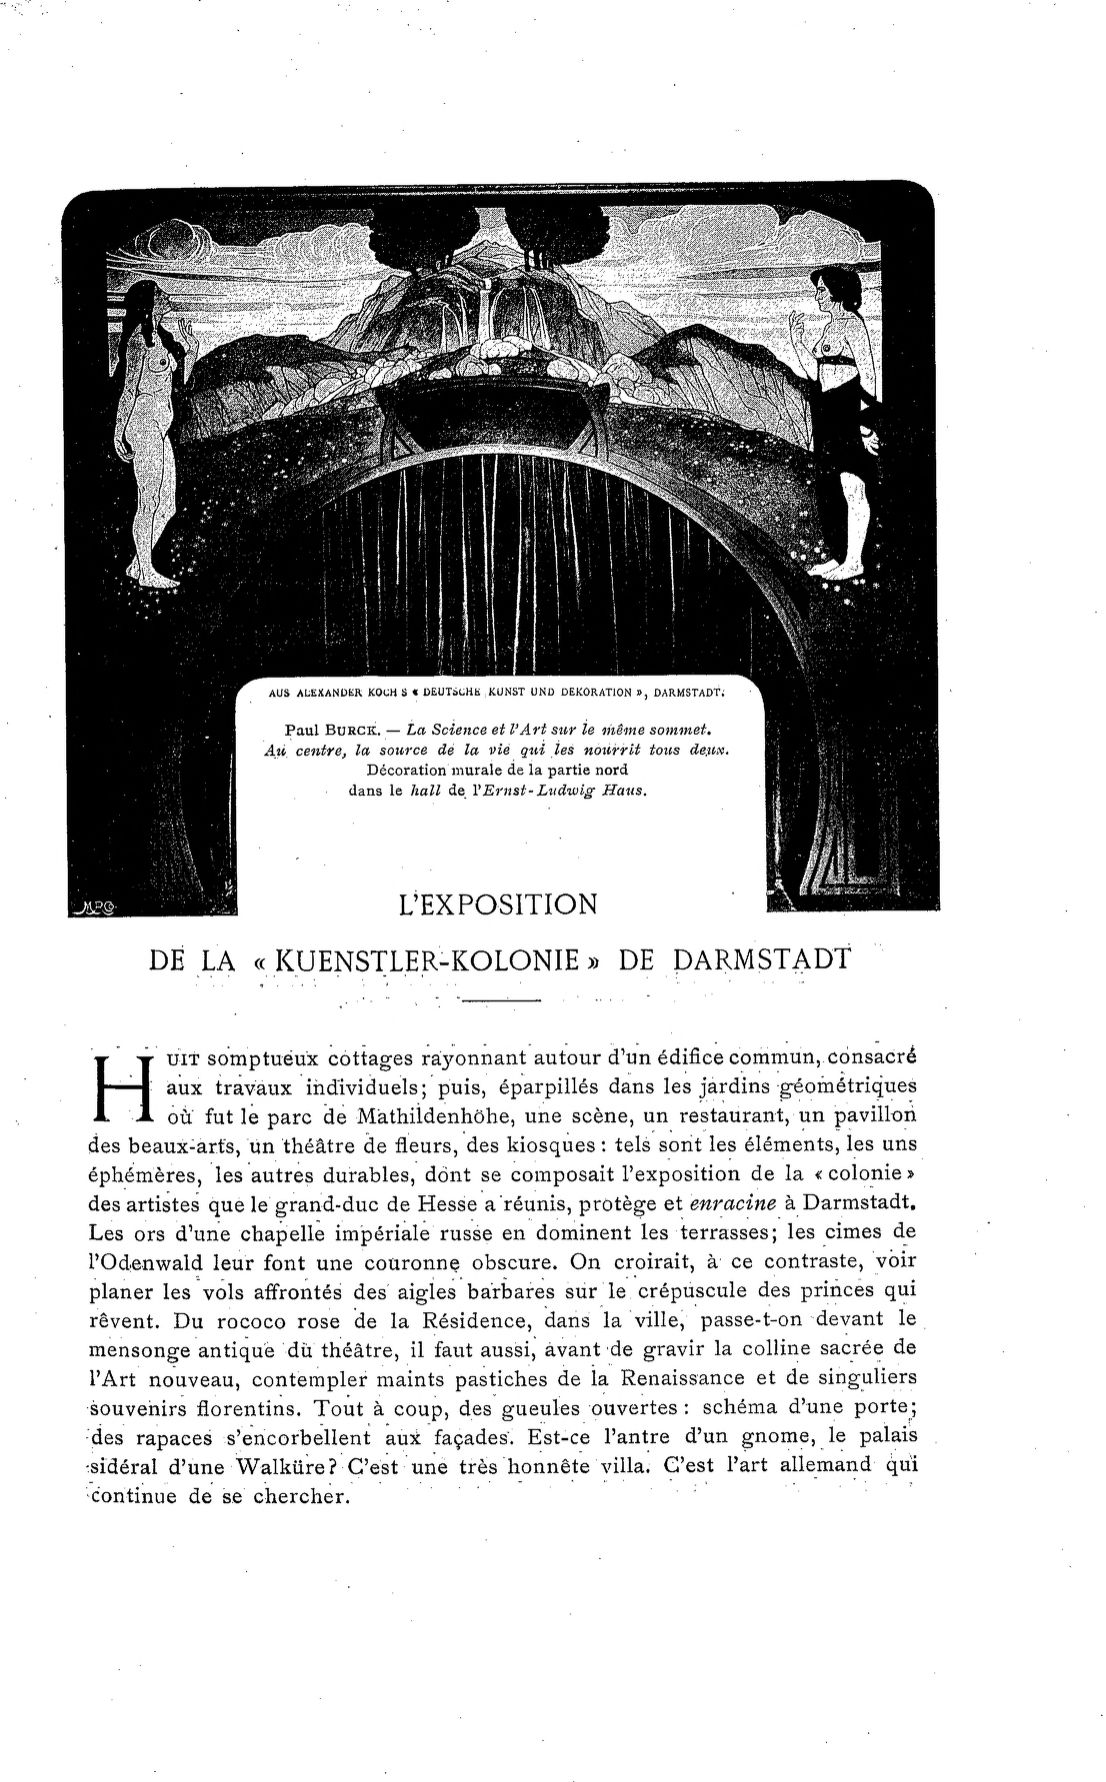 AUS ALEXANDER KOCH S « DEUTSCHE KUNST UND DEKORATION », DARMSTADT.
Paul BURCK. — La Science et l'Art sur le même sommet.
Au centre, la source de la vie qui les nourrit tous deux.
Décoration murale de la partie nord
dans le hall de l'Ernst-Ludwig Haus.
L'EXPOSITION
DE LA « KUENSTLER-KOLONIE » DE DARMSTADT
HUIT somptueux cottages rayonnant autour d'un édifice commun, consacré
aux travaux individuels; puis, éparpillés dans les jardins géométriques
où fut le parc de Mathildenhöhe, une scène, un restaurant, un pavillon
des beaux-arts, un théâtre de fleurs, des kiosques : tels sont les éléments, les uns
éphémères, les autres durables, dont se composait l'exposition de la « colonie »
des artistes que le grand-duc de Hesse a réunis, protège et enracine à Darmstadt.
Les ors d'une chapelle impériale russe en dominent les terrasses; les cimes de
l'Odenwald leur font une couronne obscure. On croirait, à ce contraste, voir
planer les vols affrontés des aigles barbares sur le crépuscule des princes qui
rêvent. Du rococo rose de la Résidence, dans la ville, passe-t-on devant le
mensonge antique du théâtre, il faut aussi, avant de gravir la colline sacrée de
l'Art nouveau, contempler maints pastiches de la Renaissance et de singuliers
souvenirs florentins. Tout à coup, des gueules ouvertes : schéma d'une porte;
des rapaces s'encorbellent aux façades. Est-ce l'antre d'un gnome, le palais
sidéral d'une Walküre? C'est une très honnête villa. C'est l'art allemand qui
continue de se chercher.